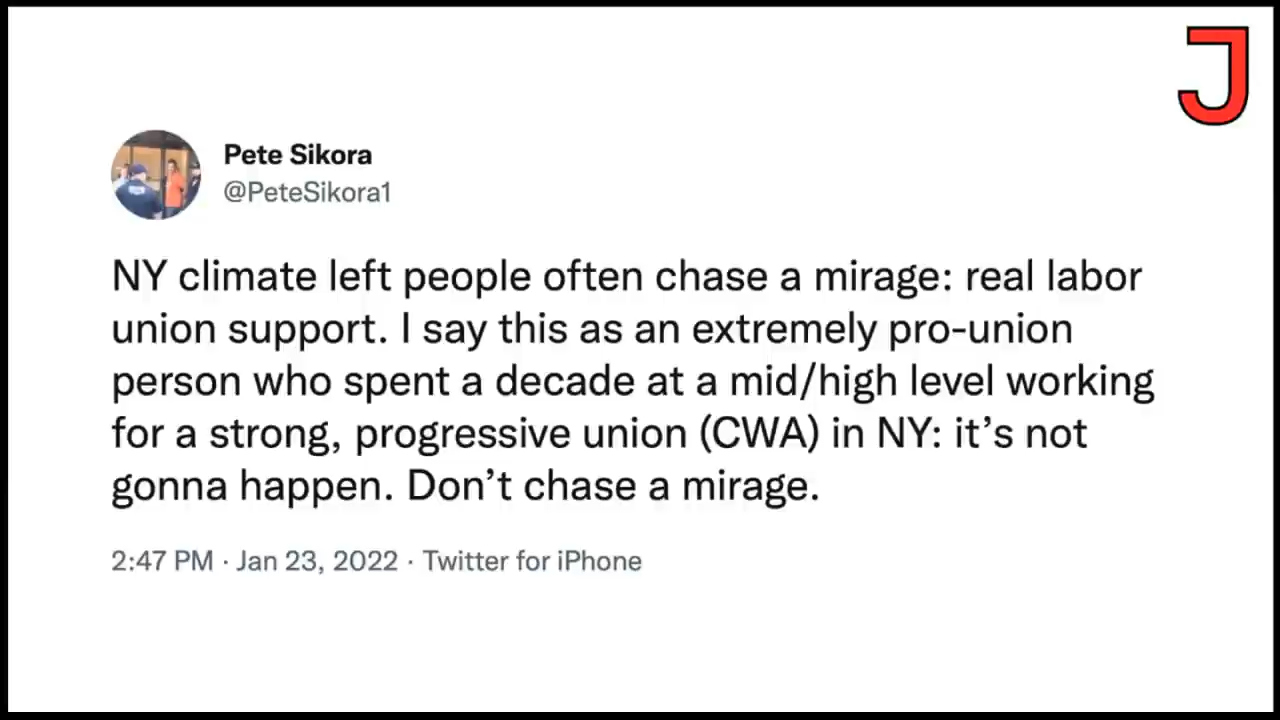 J
Pete Sikora
@PeteSikora1
NY climate left people often chase a mirage: real labor
union support. I say this as an extremely pro-union
person who spent a decade at a mid/high level working
for a strong, progressive union (CWA) in NY: it’s not
gonna happen. Don’t chase a mirage.
2:47 PM · Jan 23, 2022 · Twitter for iPhone